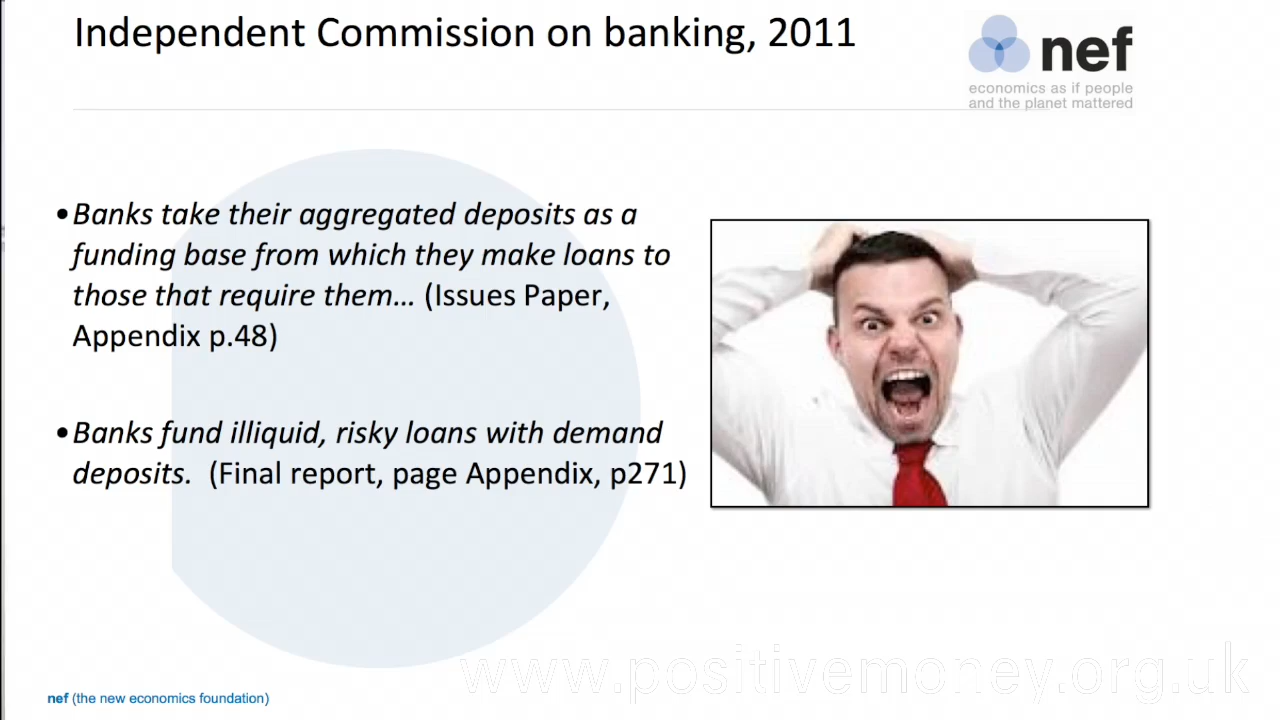 Independent Commission on banking, 2011
nef
economics as if people
and the planet mattered
•Banks take their aggregated deposits as a
funding base from which they make loans to
those that require them... (Issues Paper,
Appendix p.48)
•Banks fund illiquid, risky loans with demand
deposits. (Final report, page Appendix, p271)
www.positivemoney.org.uk
nef (the new economics foundation)